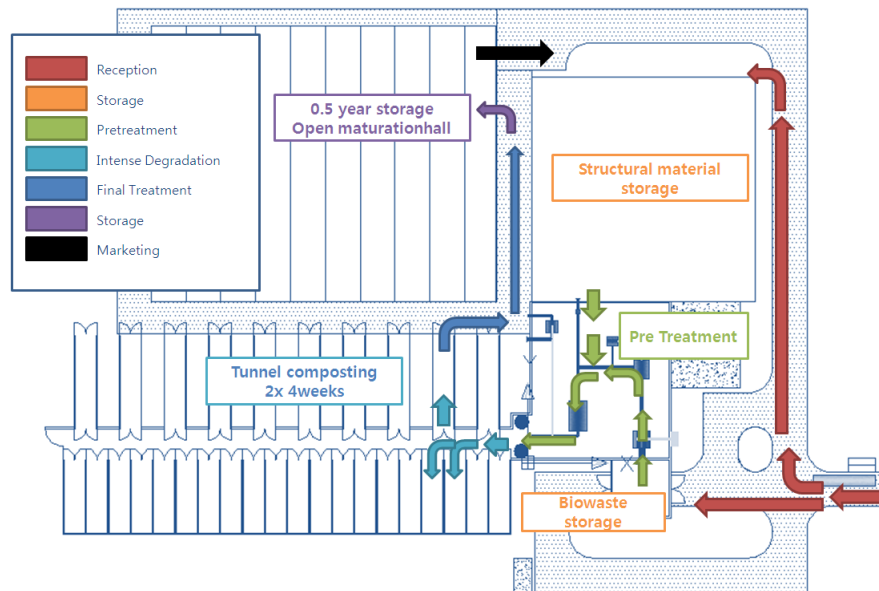 Reception
Storage
Pretreatment
Intense Degradation
Final Treatment
Storage
Marketing
0.5 year storage
Open maturationhall
Structural material
storage
Pre Treatment
Tunnel composting
2x 4weeks
Biowaste
storage